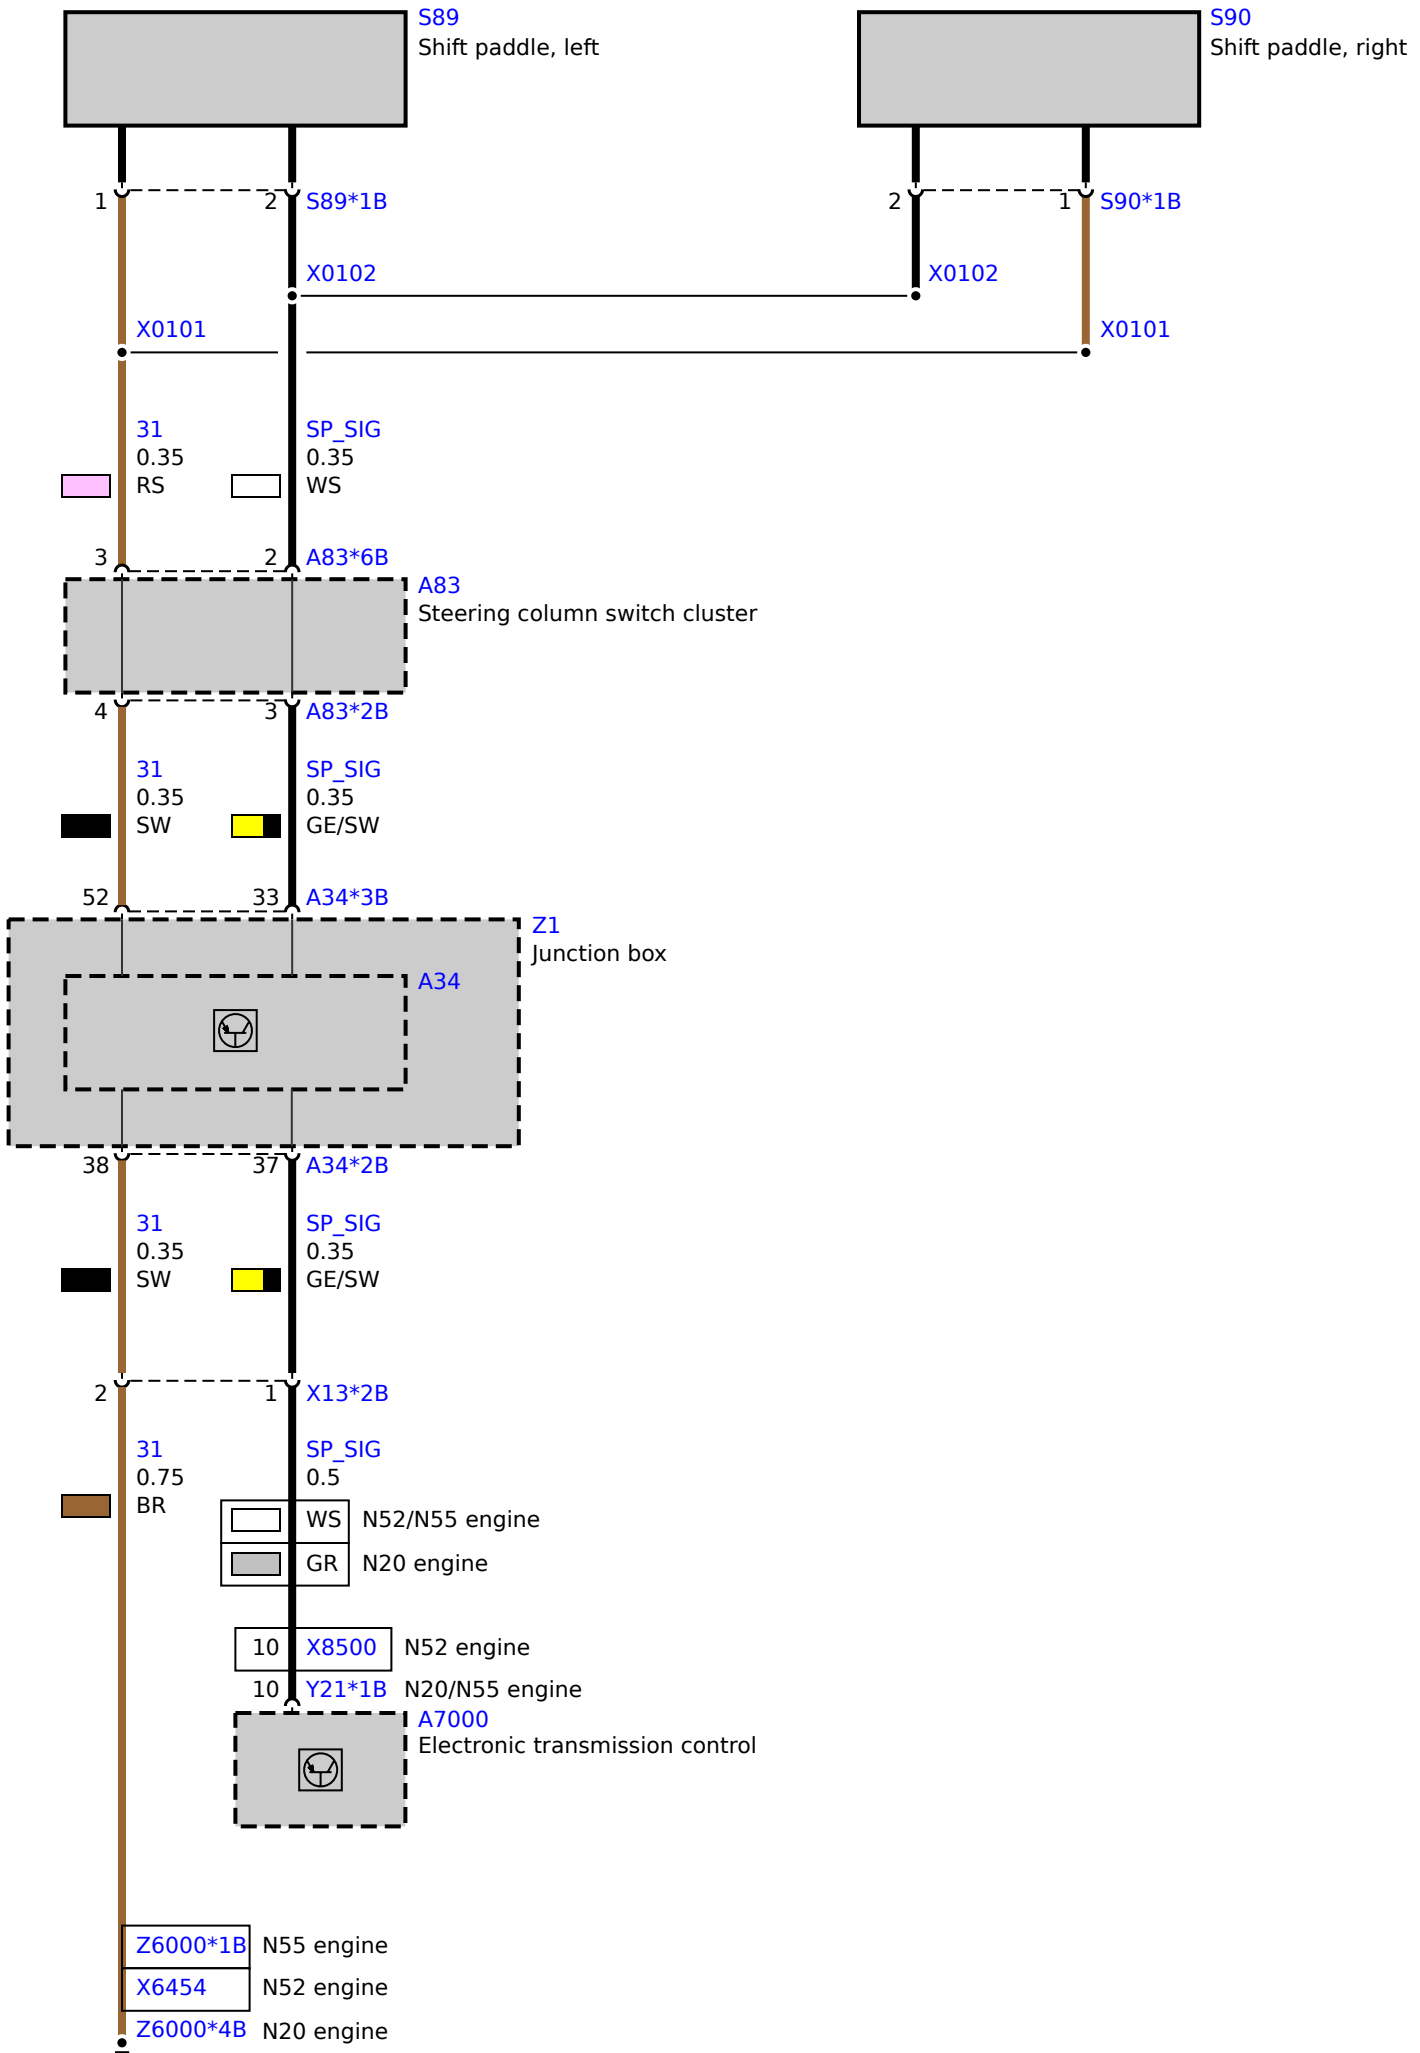 S89
Shift paddle, left
S90
Shift paddle, right
1
2
S89*1B
2
1
S90*1B
X0102
X0102
X0101
X0101
31
0.35
RS
SP_SIG
0.35
WS
3
2
A83*6B
A83
Steering column switch cluster
4
3
A83*2B
31
0.35
SW
SP_SIG
0.35
GE/SW
52
33
A34*3B
Z1
Junction box
A34
38
37
A34*2B
31
0.35
SW
SP_SIG
0.35
GE/SW
2
1
X13*2B
31
0.75
BR
SP_SIG
0.5
WS
N52/N55 engine
GR
N20 engine
10
X8500
N52 engine
10
Y21*1B
N20/N55 engine
A7000
Electronic transmission control
Z6000*1B
N55 engine
X6454
N52 engine
Z6000*4B
N20 engine